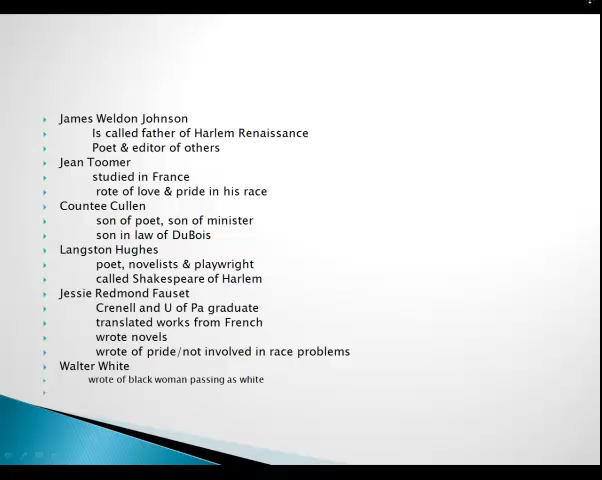 James Weldon Johnson
Is called father of Harlem Renaissance
Poet & editor of others
Jean Toomer
studied in France
rote of love & pride in his race
Countee Cullen
son of poet, son of minister
son in law of DuBois
Langston Hughes
poet, novelists & playwright
called Shakespeare of Harlem
Jessie Redmond Fauset
Crenell and U of Pa graduate
translated works from French
wrote novels
wrote of pride/not involved in race problems
Walter White
wrote of black woman passing as white